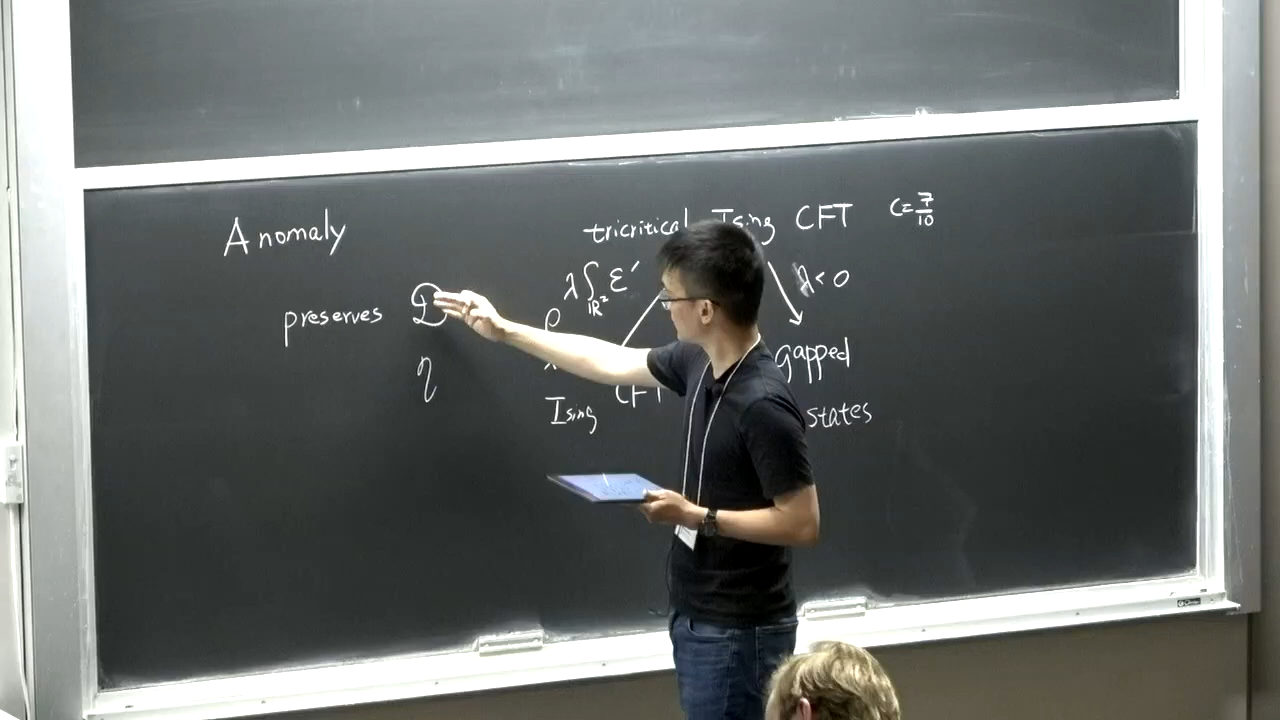 Anomaly
preserves 𝒟
η
tricritical Ising CFT c = 7/10
λ∫_{ℝ²} ε′
λ < 0
Ising CFT
gapped
states